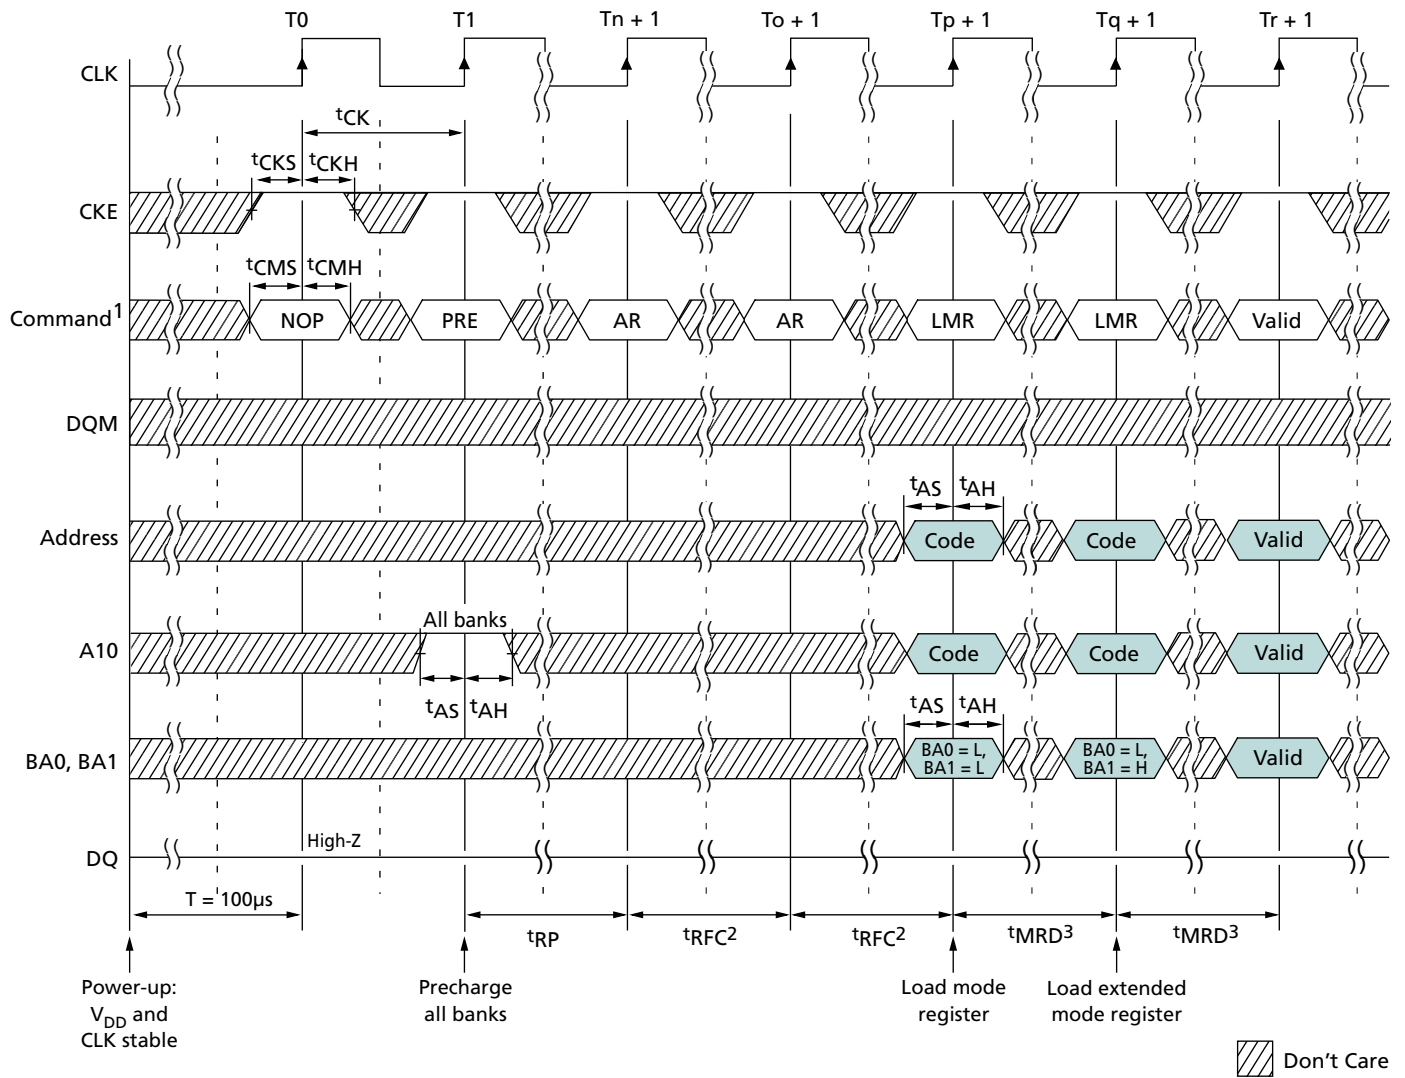 T0 T1 Tn + 1 To + 1 Tp + 1 Tq + 1 Tr + 1
CLK
tCK
tCKS tCKH
CKE
tCMS tCMH
Command1 NOP PRE AR AR LMR LMR Valid
DQM
tAS tAH
Address Code Code Valid
All banks
A10 Code Code Valid
tAS tAH
tAS tAH
BA0, BA1 BA0 = L, BA1 = L BA0 = L, BA1 = H Valid
High-Z
DQ
T = 100µs
tRP tRFC2 tRFC2 tMRD3 tMRD3
Power-up:
VDD and
CLK stable
Precharge
all banks
Load mode
register
Load extended
mode register
Don't Care